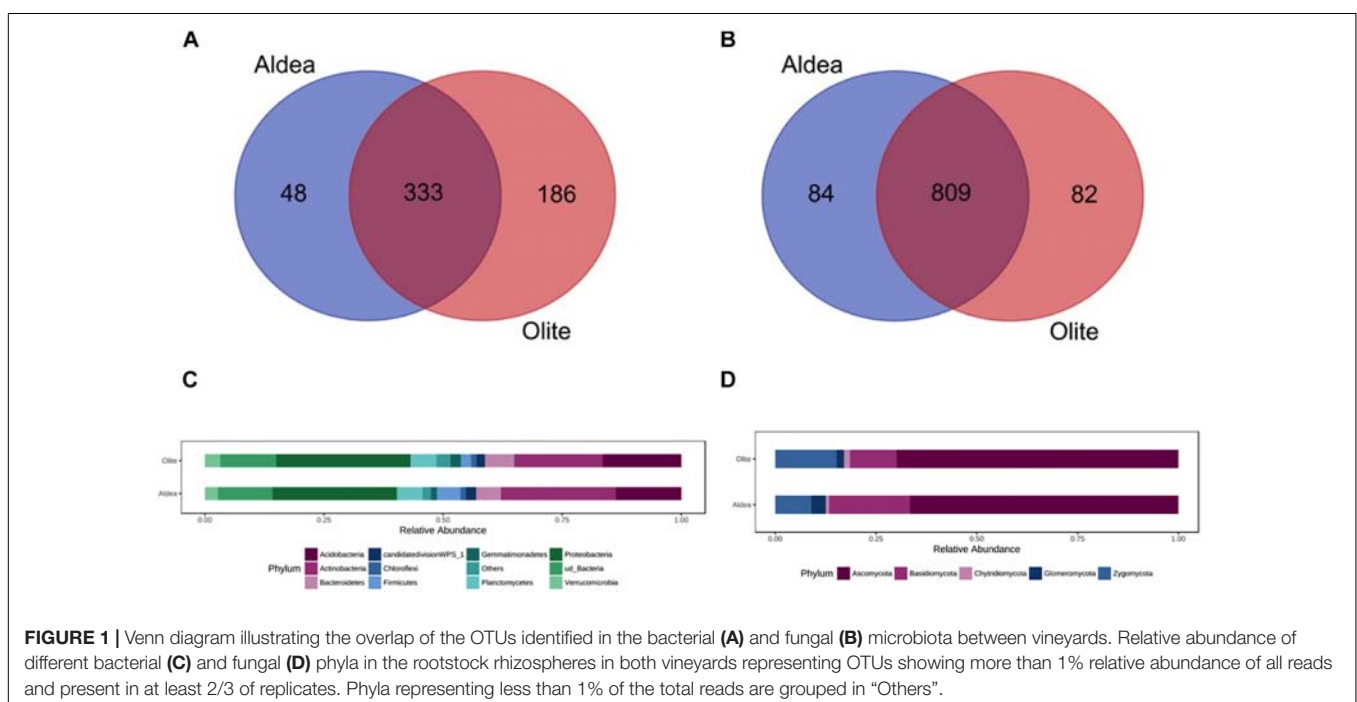 A
B
Aldea
Aldea
48
333
186
84
809
82
Olite
Olite
C
D
Olite
Aldea
0.00 0.25 0.50 0.75 1.00
Relative Abundance
Phylum
Acidobacteria candidatedivisionWPS_1 Gemmatimonadetes Proteobacteria
Actinobacteria Chloroflexi Others ud_Bacteria
Bacteroidetes Firmicutes Planctomycetes Verrucomicrobia
Olite
Aldea
0.00 0.25 0.50 0.75 1.00
Relative Abundance
Phylum Ascomycota Basidiomycota Chytridiomycota Glomeromycota Zygomycota
FIGURE 1 | Venn diagram illustrating the overlap of the OTUs identified in the bacterial (A) and fungal (B) microbiota between vineyards. Relative abundance of
different bacterial (C) and fungal (D) phyla in the rootstock rhizospheres in both vineyards representing OTUs showing more than 1% relative abundance of all reads
and present in at least 2/3 of replicates. Phyla representing less than 1% of the total reads are grouped in “Others”.